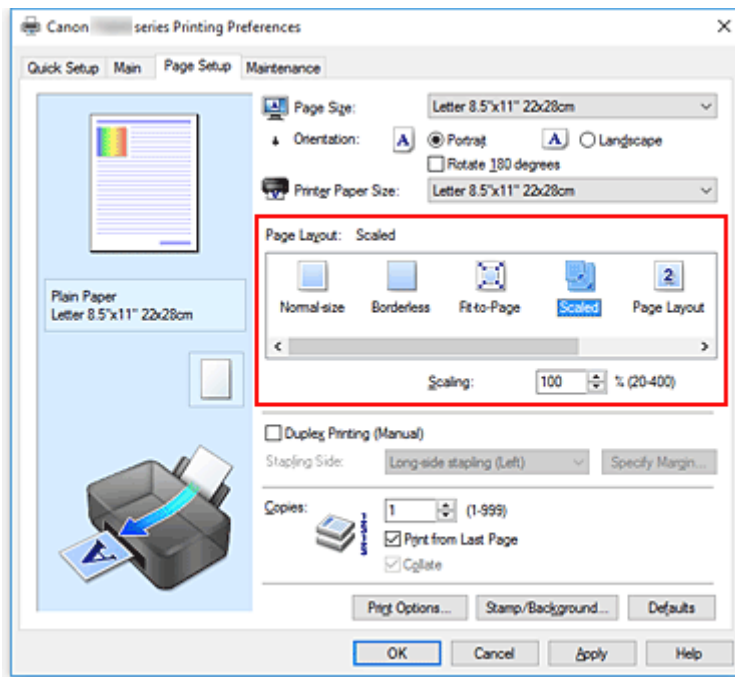 Canon series Printing Preferences
Quick Setup Main Page Setup Maintenance
Page Size: Letter 8.5"x11" 22x28cm
Orientation: A Portrait A Landscape
Rotate 180 degrees
Printer Paper Size: Letter 8.5"x11" 22x28cm
Page Layout: Scaled
Normal-size Borderless Fit-to-Page Scaled Page Layout
Scaling: 100 % (20-400)
Plain Paper
Letter 8.5"x11" 22x28cm
Duplex Printing (Manual)
Stapling Side: Long-side stapling (Left) Specify Margin...
Copies: 1 (1-999)
Print from Last Page
Collate
Print Options... Stamp/Background... Defaults
OK Cancel Apply Help